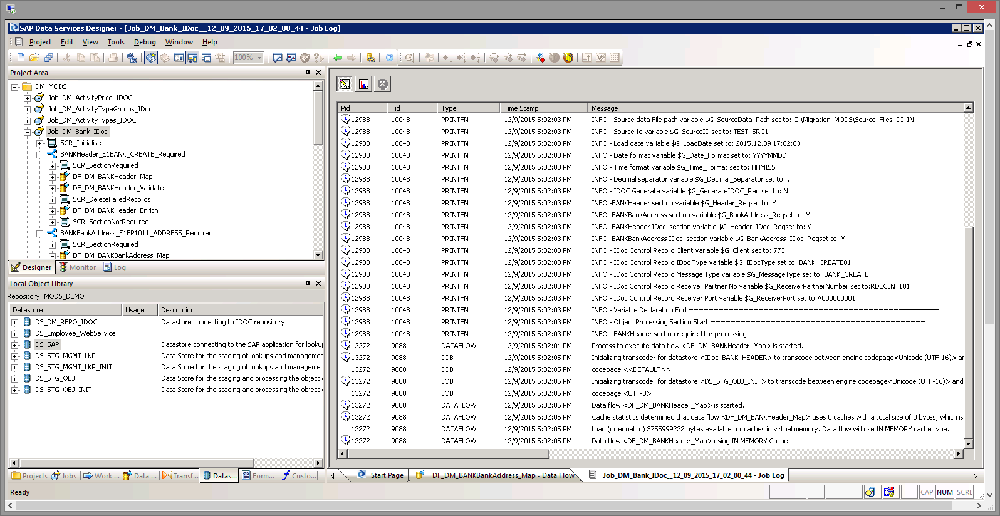 SAP Data Services Designer - [Job_DM_Bank_IDoc__12_09_2015_17_02_00_44 - Job Log]
Project Edit View Tools Debug Window Help
100%
Project Area
DM_MODS
Job_DM_ActivityPrice_IDOC
Job_DM_ActivityTypeGroups_IDoc
Job_DM_ActivityTypes_IDOC
Job_DM_Bank_IDoc
SCR_Initialise
BANKHeader_E1BANK_CREATE_Required
SCR_SectionRequired
DF_DM_BANKHeader_Map
DF_DM_BANKHeader_Validate
SCR_DeleteFailedRecords
DF_DM_BANKHeader_Enrich
SCR_SectionNotRequired
BANKBankAddress_E1BP1011_ADDRESS_Required
SCR_SectionRequired
DF_DM_BANKBankAddress_Map
Designer Monitor Log
Local Object Library
Repository: MODS_DEMO
Datastore Usage Description
DS_DM_REPO_IDOC Datastore connecting to IDOC repository
DS_Employee_WebService
DS_SAP Datastore connecting to the SAP application for looku
DS_STG_MGMT_LKP Data Store for the staging of lookups and manageme
DS_STG_MGMT_LKP_INIT Data Store for the staging of lookups and manageme
DS_STG_OBJ Data Store for the staging and processing the object
DS_STG_OBJ_INIT Data Store for the staging and processing the object
Projects Jobs Work ... Data ... Transf... Datas... Form... Custo...
Pid Tid Type Time Stamp Message
12988 10048 PRINTFN 12/9/2015 5:02:03 PM INFO - Source data File path variable $G_SourceData_Path set to: C:\Migration_MODS\Source_Files_DI_IN
12988 10048 PRINTFN 12/9/2015 5:02:03 PM INFO - Source Id variable $G_SourceID set to: TEST_SRC1
12988 10048 PRINTFN 12/9/2015 5:02:03 PM INFO - Load date variable $G_LoadDate set to: 2015.12.09 17:02:03
12988 10048 PRINTFN 12/9/2015 5:02:03 PM INFO - Date format variable $G_Date_Format set to: YYYYMMDD
12988 10048 PRINTFN 12/9/2015 5:02:03 PM INFO - Time format variable $G_Time_Format set to: HHMISS
12988 10048 PRINTFN 12/9/2015 5:02:03 PM INFO - Decimal separator variable $G_Decimal_Separator set to: .
12988 10048 PRINTFN 12/9/2015 5:02:03 PM INFO - IDOC Generate variable $G_GenerateIDOC_Req set to: N
12988 10048 PRINTFN 12/9/2015 5:02:03 PM INFO -BANKHeader section variable $G_Header_Reqset to: Y
12988 10048 PRINTFN 12/9/2015 5:02:03 PM INFO -BANKBankAddress section variable $G_BankAddress_Reqset to: Y
12988 10048 PRINTFN 12/9/2015 5:02:03 PM INFO -BANKHeader IDoc  section variable $G_Header_IDoc_Reqset to: Y
12988 10048 PRINTFN 12/9/2015 5:02:03 PM INFO -BANKBankAddress IDoc  section variable $G_BankAddress_IDoc_Reqset to: Y
12988 10048 PRINTFN 12/9/2015 5:02:03 PM INFO - IDoc Control Record Client variable $G_Client set to: 773
12988 10048 PRINTFN 12/9/2015 5:02:03 PM INFO - IDoc Control Record IDoc Type variable $G_IDocType set to: BANK_CREATE01
12988 10048 PRINTFN 12/9/2015 5:02:03 PM INFO - IDoc Control Record Message Type variable $G_MessageType set to: BANK_CREATE
12988 10048 PRINTFN 12/9/2015 5:02:03 PM INFO - IDoc Control Record Receiver Partner No variable $G_ReceiverPartnerNumber set to:RDECLNT181
12988 10048 PRINTFN 12/9/2015 5:02:03 PM INFO - IDoc Control Record Receiver Port variable $G_ReceiverPort set to:A000000001
12988 10048 PRINTFN 12/9/2015 5:02:03 PM INFO - Variable Declaration End ==================================================
12988 10048 PRINTFN 12/9/2015 5:02:03 PM INFO - Object Processing Section Start ===========================================
12988 10048 PRINTFN 12/9/2015 5:02:03 PM INFO - BANKHeader section required for processing
13272 9088 DATAFLOW 12/9/2015 5:02:04 PM Process to execute data flow <DF_DM_BANKHeader_Map> is started.
13272 9088 JOB 12/9/2015 5:02:05 PM Initializing transcoder for datastore <IDoc_BANK_HEADER> to transcode between engine codepage<Unicode (UTF-16)> ar
13272 9088 JOB 12/9/2015 5:02:05 PM codepage <<DEFAULT>>
13272 9088 JOB 12/9/2015 5:02:05 PM Initializing transcoder for datastore <DS_STG_OBJ_INIT> to transcode between engine codepage<Unicode (UTF-16)> and
13272 9088 JOB 12/9/2015 5:02:05 PM codepage <UTF-8>
13272 9088 DATAFLOW 12/9/2015 5:02:05 PM Data flow <DF_DM_BANKHeader_Map> is started.
13272 9088 DATAFLOW 12/9/2015 5:02:05 PM Cache statistics determined that data flow <DF_DM_BANKHeader_Map> uses 0 caches with a total size of 0 bytes, which is
13272 9088 DATAFLOW 12/9/2015 5:02:05 PM than (or equal to) 3755999232 bytes available for caches in virtual memory. Data flow will use IN MEMORY cache type.
13272 9088 DATAFLOW 12/9/2015 5:02:05 PM Data flow <DF_DM_BANKHeader_Map> using IN MEMORY Cache.
Start Page DF_DM_BANKBankAddress_Map - Data Flow Job_DM_Bank_IDoc__12_09_2015_17_02_00_44 - Job Log
Ready CAP NUM SCRL